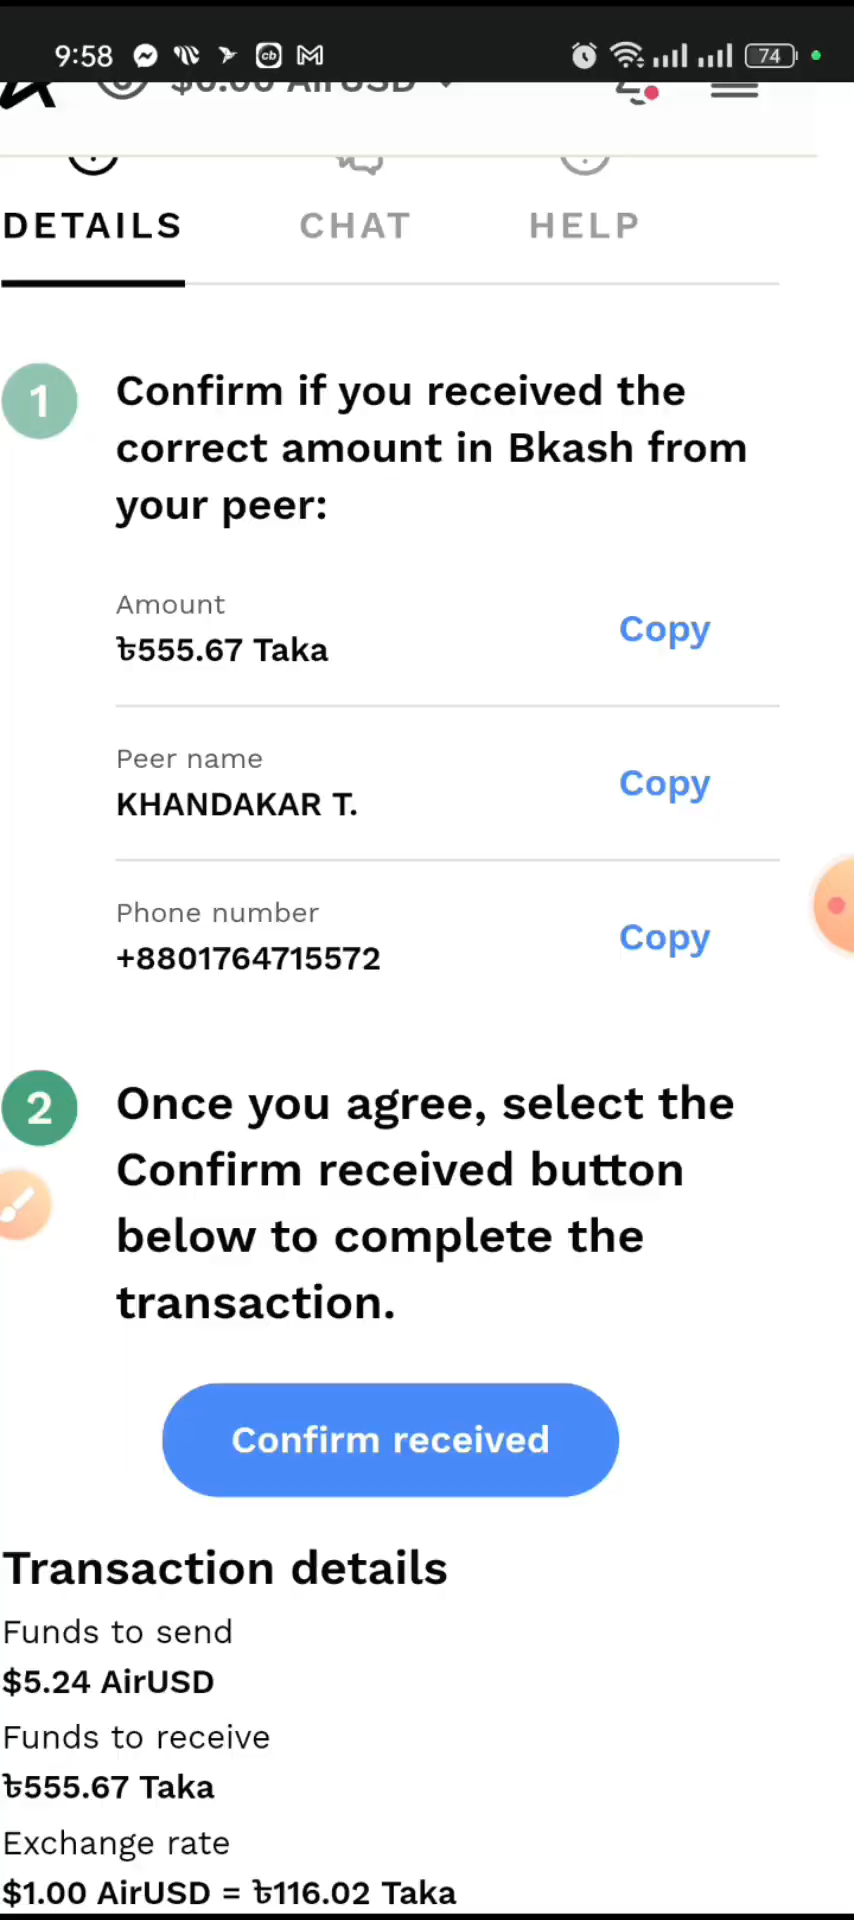 9:58
74
$0.00 AirUSD
DETAILS
CHAT
HELP
1
Confirm if you received the
correct amount in Bkash from
your peer:
Amount
৳555.67 Taka
Copy
Peer name
KHANDAKAR T.
Copy
Phone number
+8801764715572
Copy
2
Once you agree, select the
Confirm received button
below to complete the
transaction.
Confirm received
Transaction details
Funds to send
$5.24 AirUSD
Funds to receive
৳555.67 Taka
Exchange rate
$1.00 AirUSD = ৳116.02 Taka